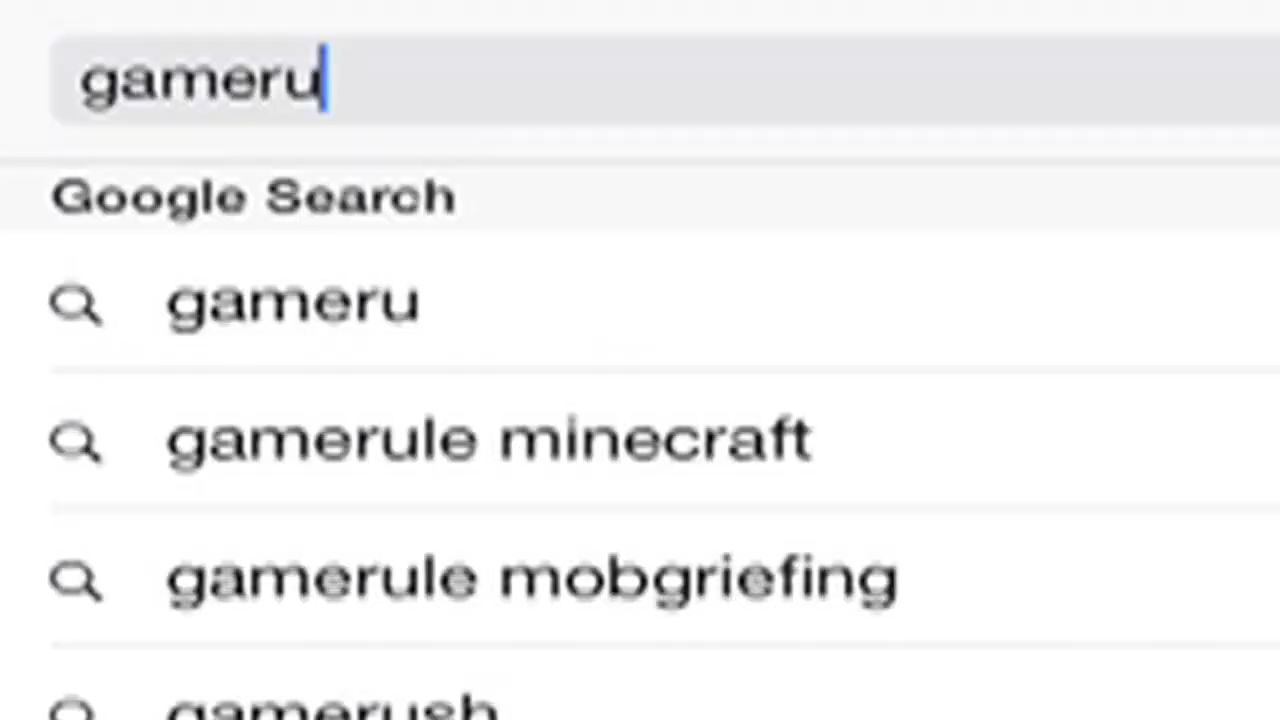 gameru
Google Search
gameru
gamerule minecraft
gamerule mobgriefing
gamerush